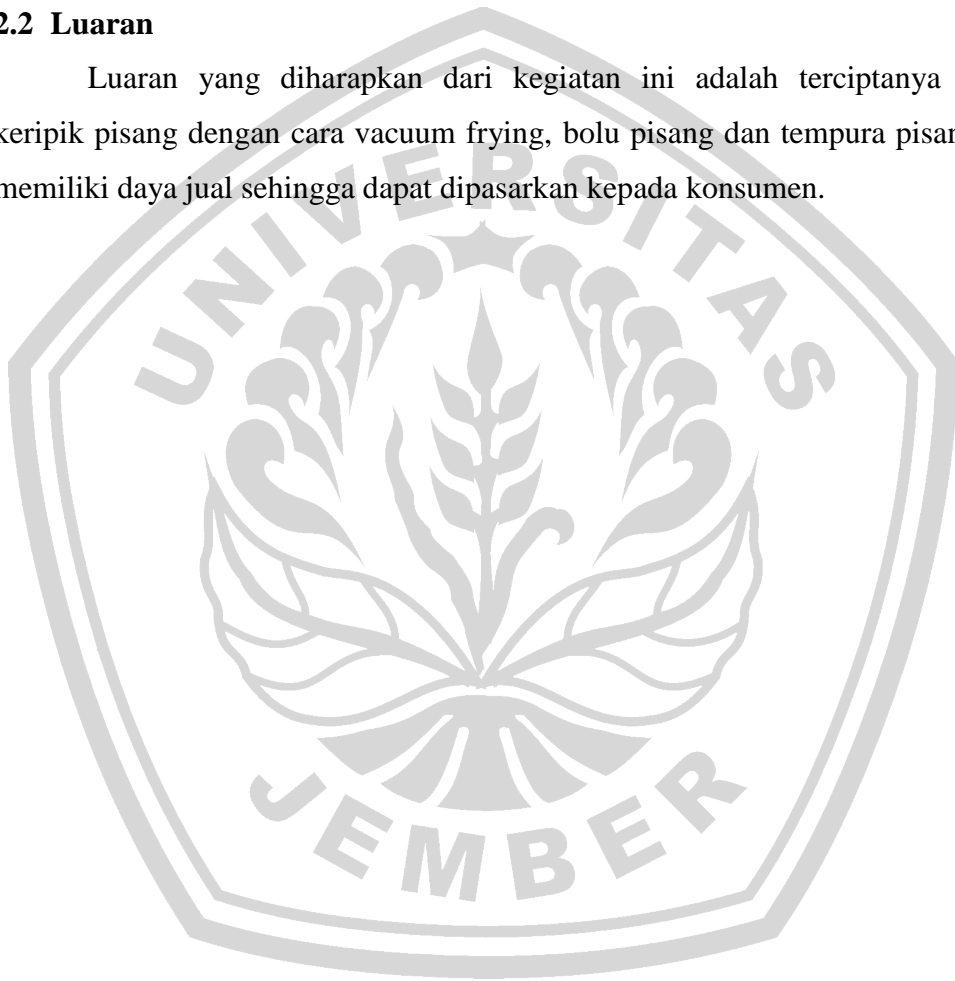 2.2 Luaran
Luaran yang diharapkan dari kegiatan ini adalah terciptanya
keripik pisang dengan cara vacuum frying, bolu pisang dan tempura pisan
memiliki daya jual sehingga dapat dipasarkan kepada konsumen.
UNIVERSITAS
JEMBER